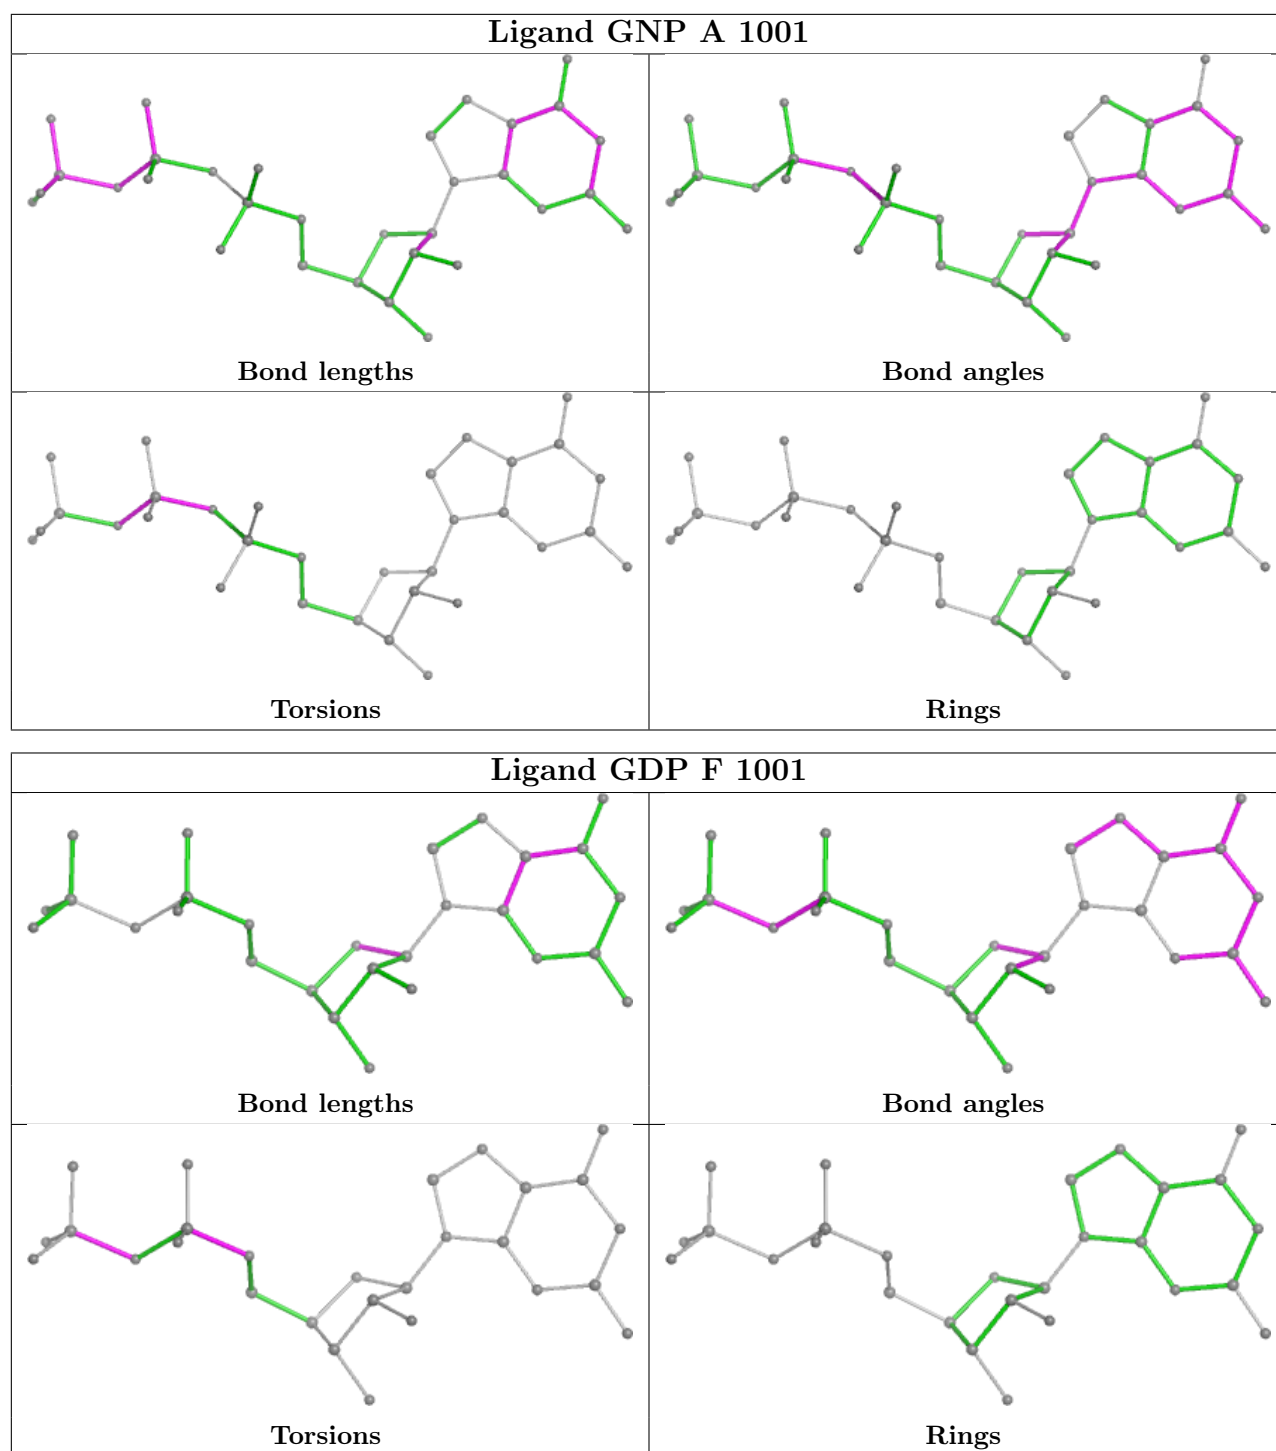 Ligand GNP A 1001
Bond lengths
Bond angles
Torsions
Rings
Ligand GDP F 1001
Bond lengths
Bond angles
Torsions
Rings